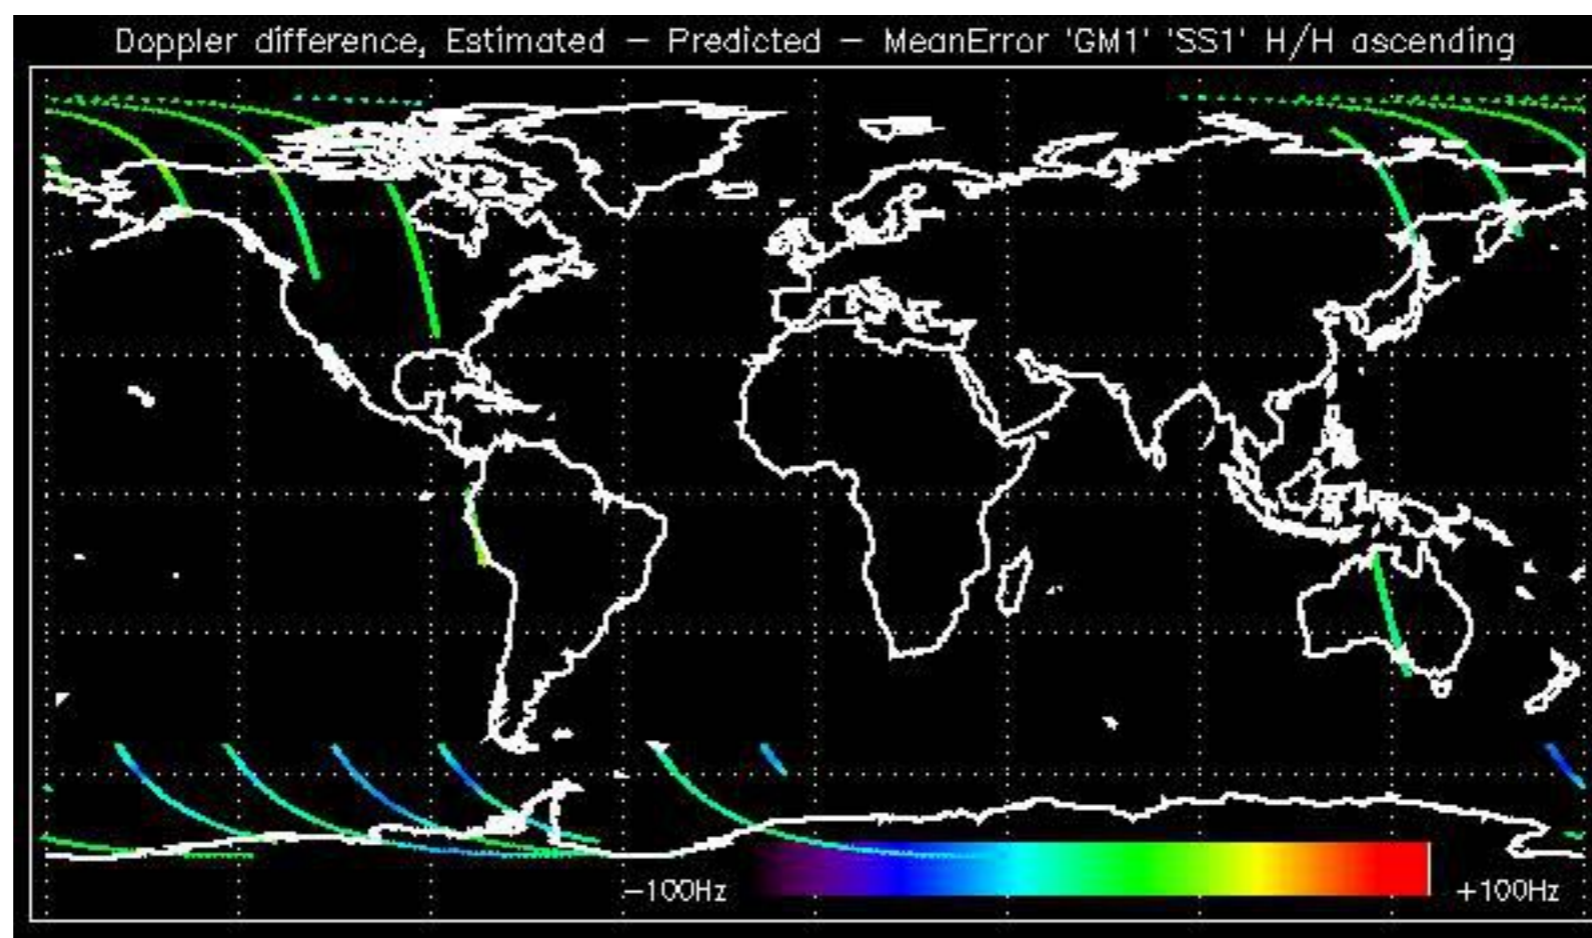 Doppler difference, Estimated – Predicted – MeanError 'GM1' 'SS1' H/H ascending
–100Hz +100Hz